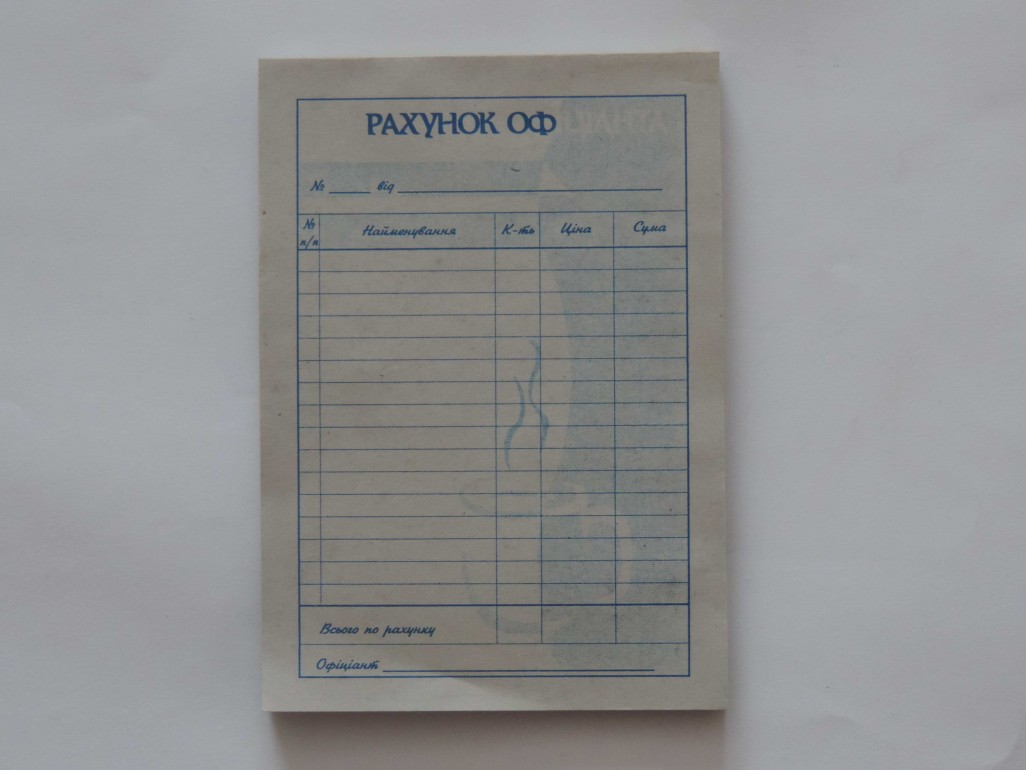 РАХУНОК ОФ
№ від
№ п/п Найменування К-ть Ціна Сума
Всього по рахунку
Офіціант